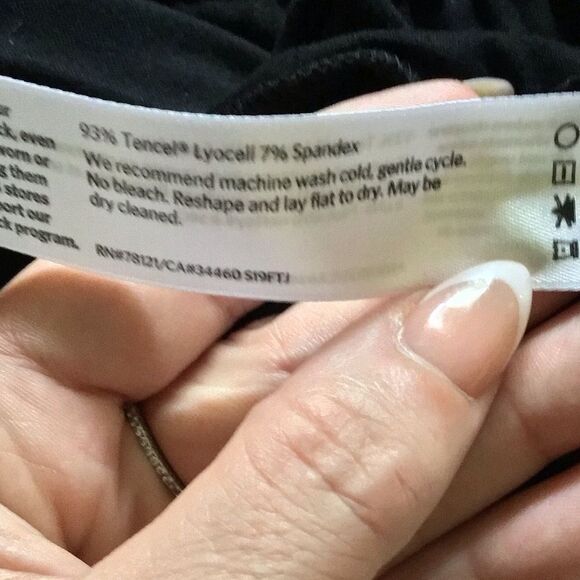 ck, even
worn or
g them
stores
port our
ck program.
93% Tencel® Lyocell 7% Spandex
We recommend machine wash cold, gentle cycle.
No bleach. Reshape and lay flat to dry. May be
dry cleaned.
RN#78121/CA#34460 S19FTJ